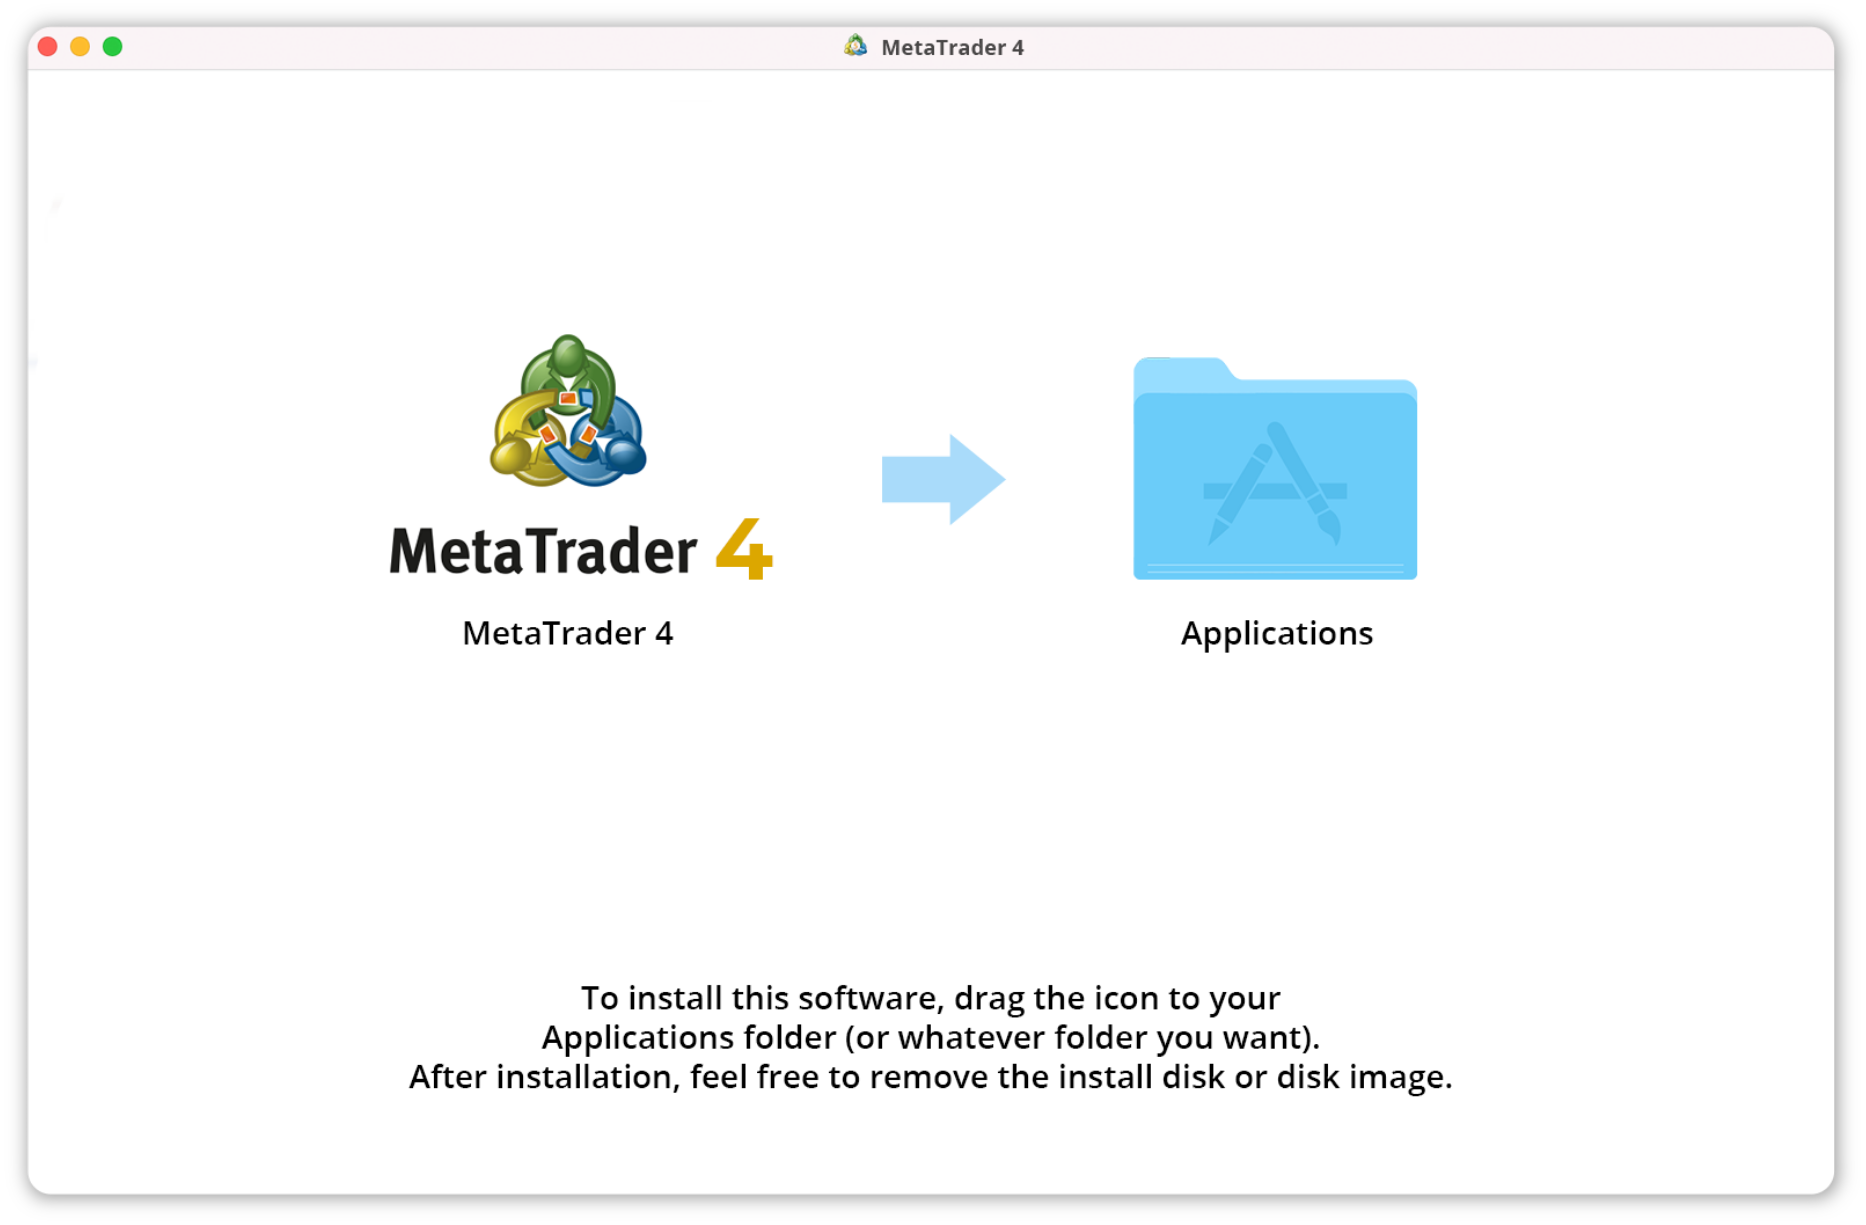 MetaTrader 4
MetaTrader 4
MetaTrader 4
Applications
To install this software, drag the icon to your
Applications folder (or whatever folder you want).
After installation, feel free to remove the install disk or disk image.